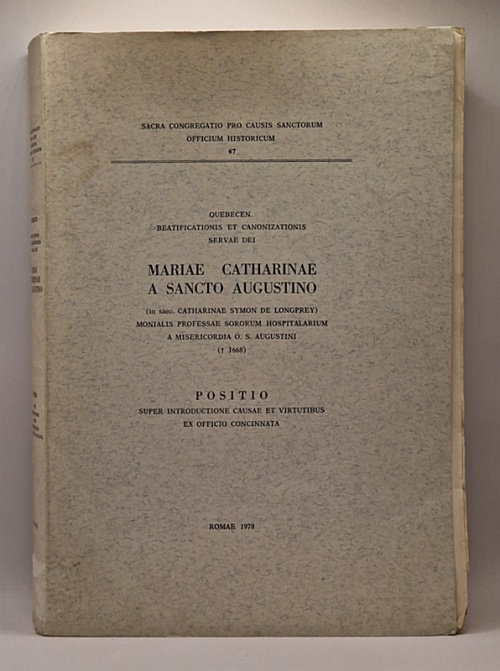 SACRA CONGREGATIO PRO CAUSIS SANCTORUM
OFFICIUM HISTORICUM
67
QUEBECEN.
BEATIFICATIONIS ET CANONIZATIONIS
SERVAE DEI
MARIAE CATHARINAE
A SANCTO AUGUSTINO
(in saec. CATHARINAE SYMON DE LONGPREY)
MONIALIS PROFESSAE SORORUM HOSPITALARIUM
A MISERICORDIA O. S. AUGUSTINI
(† 1668)
POSITIO
SUPER INTRODUCTIONE CAUSAE ET VIRTUTIBUS
EX OFFICIO CONCINNATA
ROMAE 1978